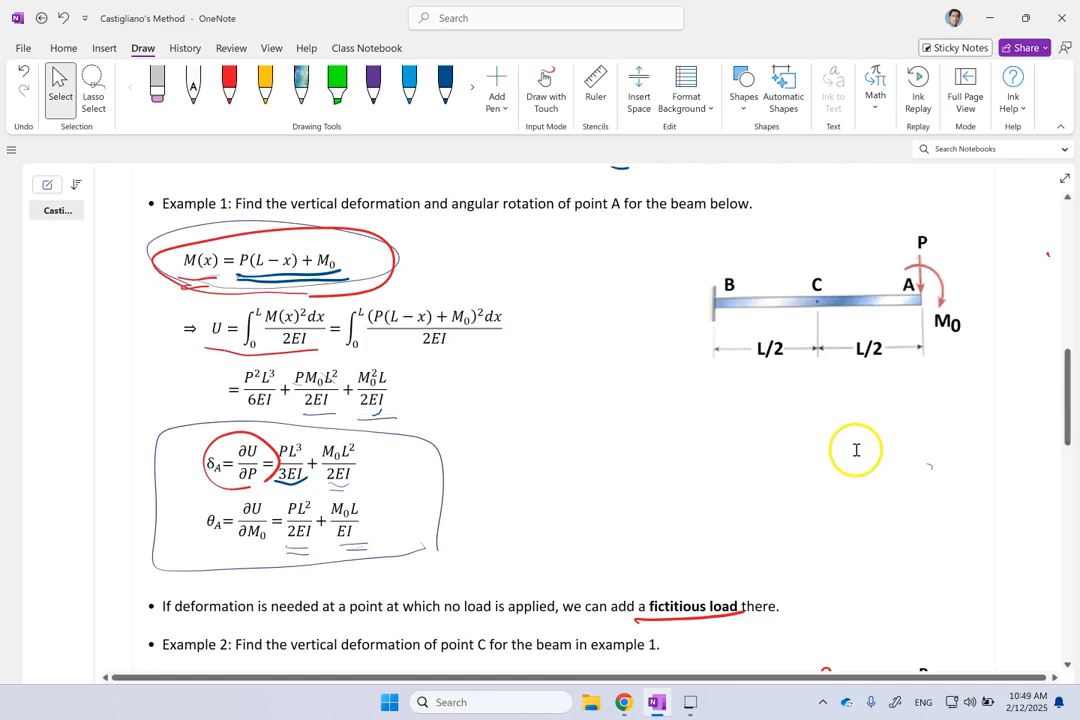 Castigliano's Method - OneNote
Search
File Home Insert Draw History Review View Help Class Notebook
Sticky Notes Share
Select Lasso Select Add Pen Draw with Touch Ruler Insert Space Format Background Shapes Automatic Shapes Ink to Text Math Ink Replay Full Page View Ink Help
Undo Selection Drawing Tools Input Mode Stencils Edit Shapes Text Replay Mode Help
Search Notebooks
Casti...
• Example 1: Find the vertical deformation and angular rotation of point A for the beam below.
M(x) = P(L − x) + M₀
⇒ U = ∫₀ᴸ M(x)²dx / 2EI = ∫₀ᴸ (P(L − x) + M₀)²dx / 2EI
= P²L³ / 6EI + PM₀L² / 2EI + M₀²L / 2EI
δA= ∂U/∂P = PL³ / 3EI + M₀L² / 2EI
θA= ∂U/∂M₀ = PL² / 2EI + M₀L / EI
P
B C A
M₀
L/2 L/2
• If deformation is needed at a point at which no load is applied, we can add a fictitious load there.
• Example 2: Find the vertical deformation of point C for the beam in example 1.
Search
ENG
10:49 AM
2/12/2025